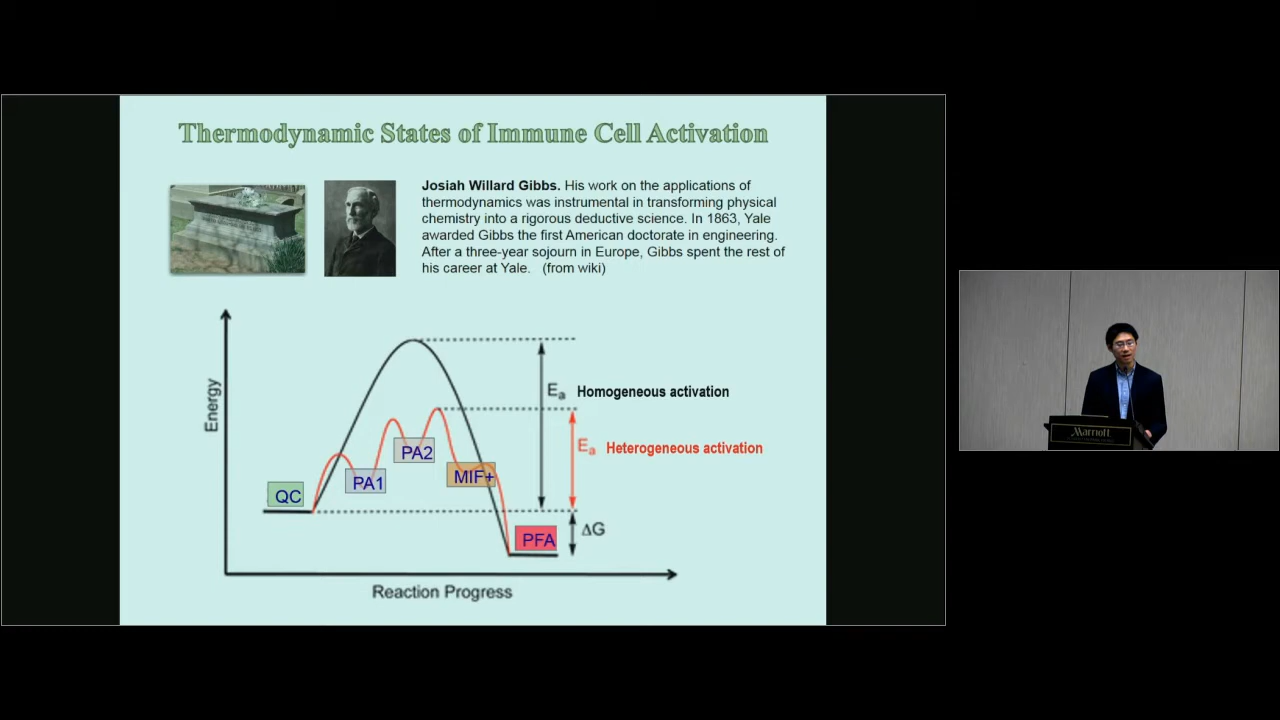 Thermodynamic States of Immune Cell Activation
Josiah Willard Gibbs. His work on the applications of
thermodynamics was instrumental in transforming physical
chemistry into a rigorous deductive science. In 1863, Yale
awarded Gibbs the first American doctorate in engineering.
After a three-year sojourn in Europe, Gibbs spent the rest of
his career at Yale. (from wiki)
Energy
Ea Homogeneous activation
Ea Heterogeneous activation
PA2
MIF+
PA1
QC
ΔG
PFA
Reaction Progress
Marriott